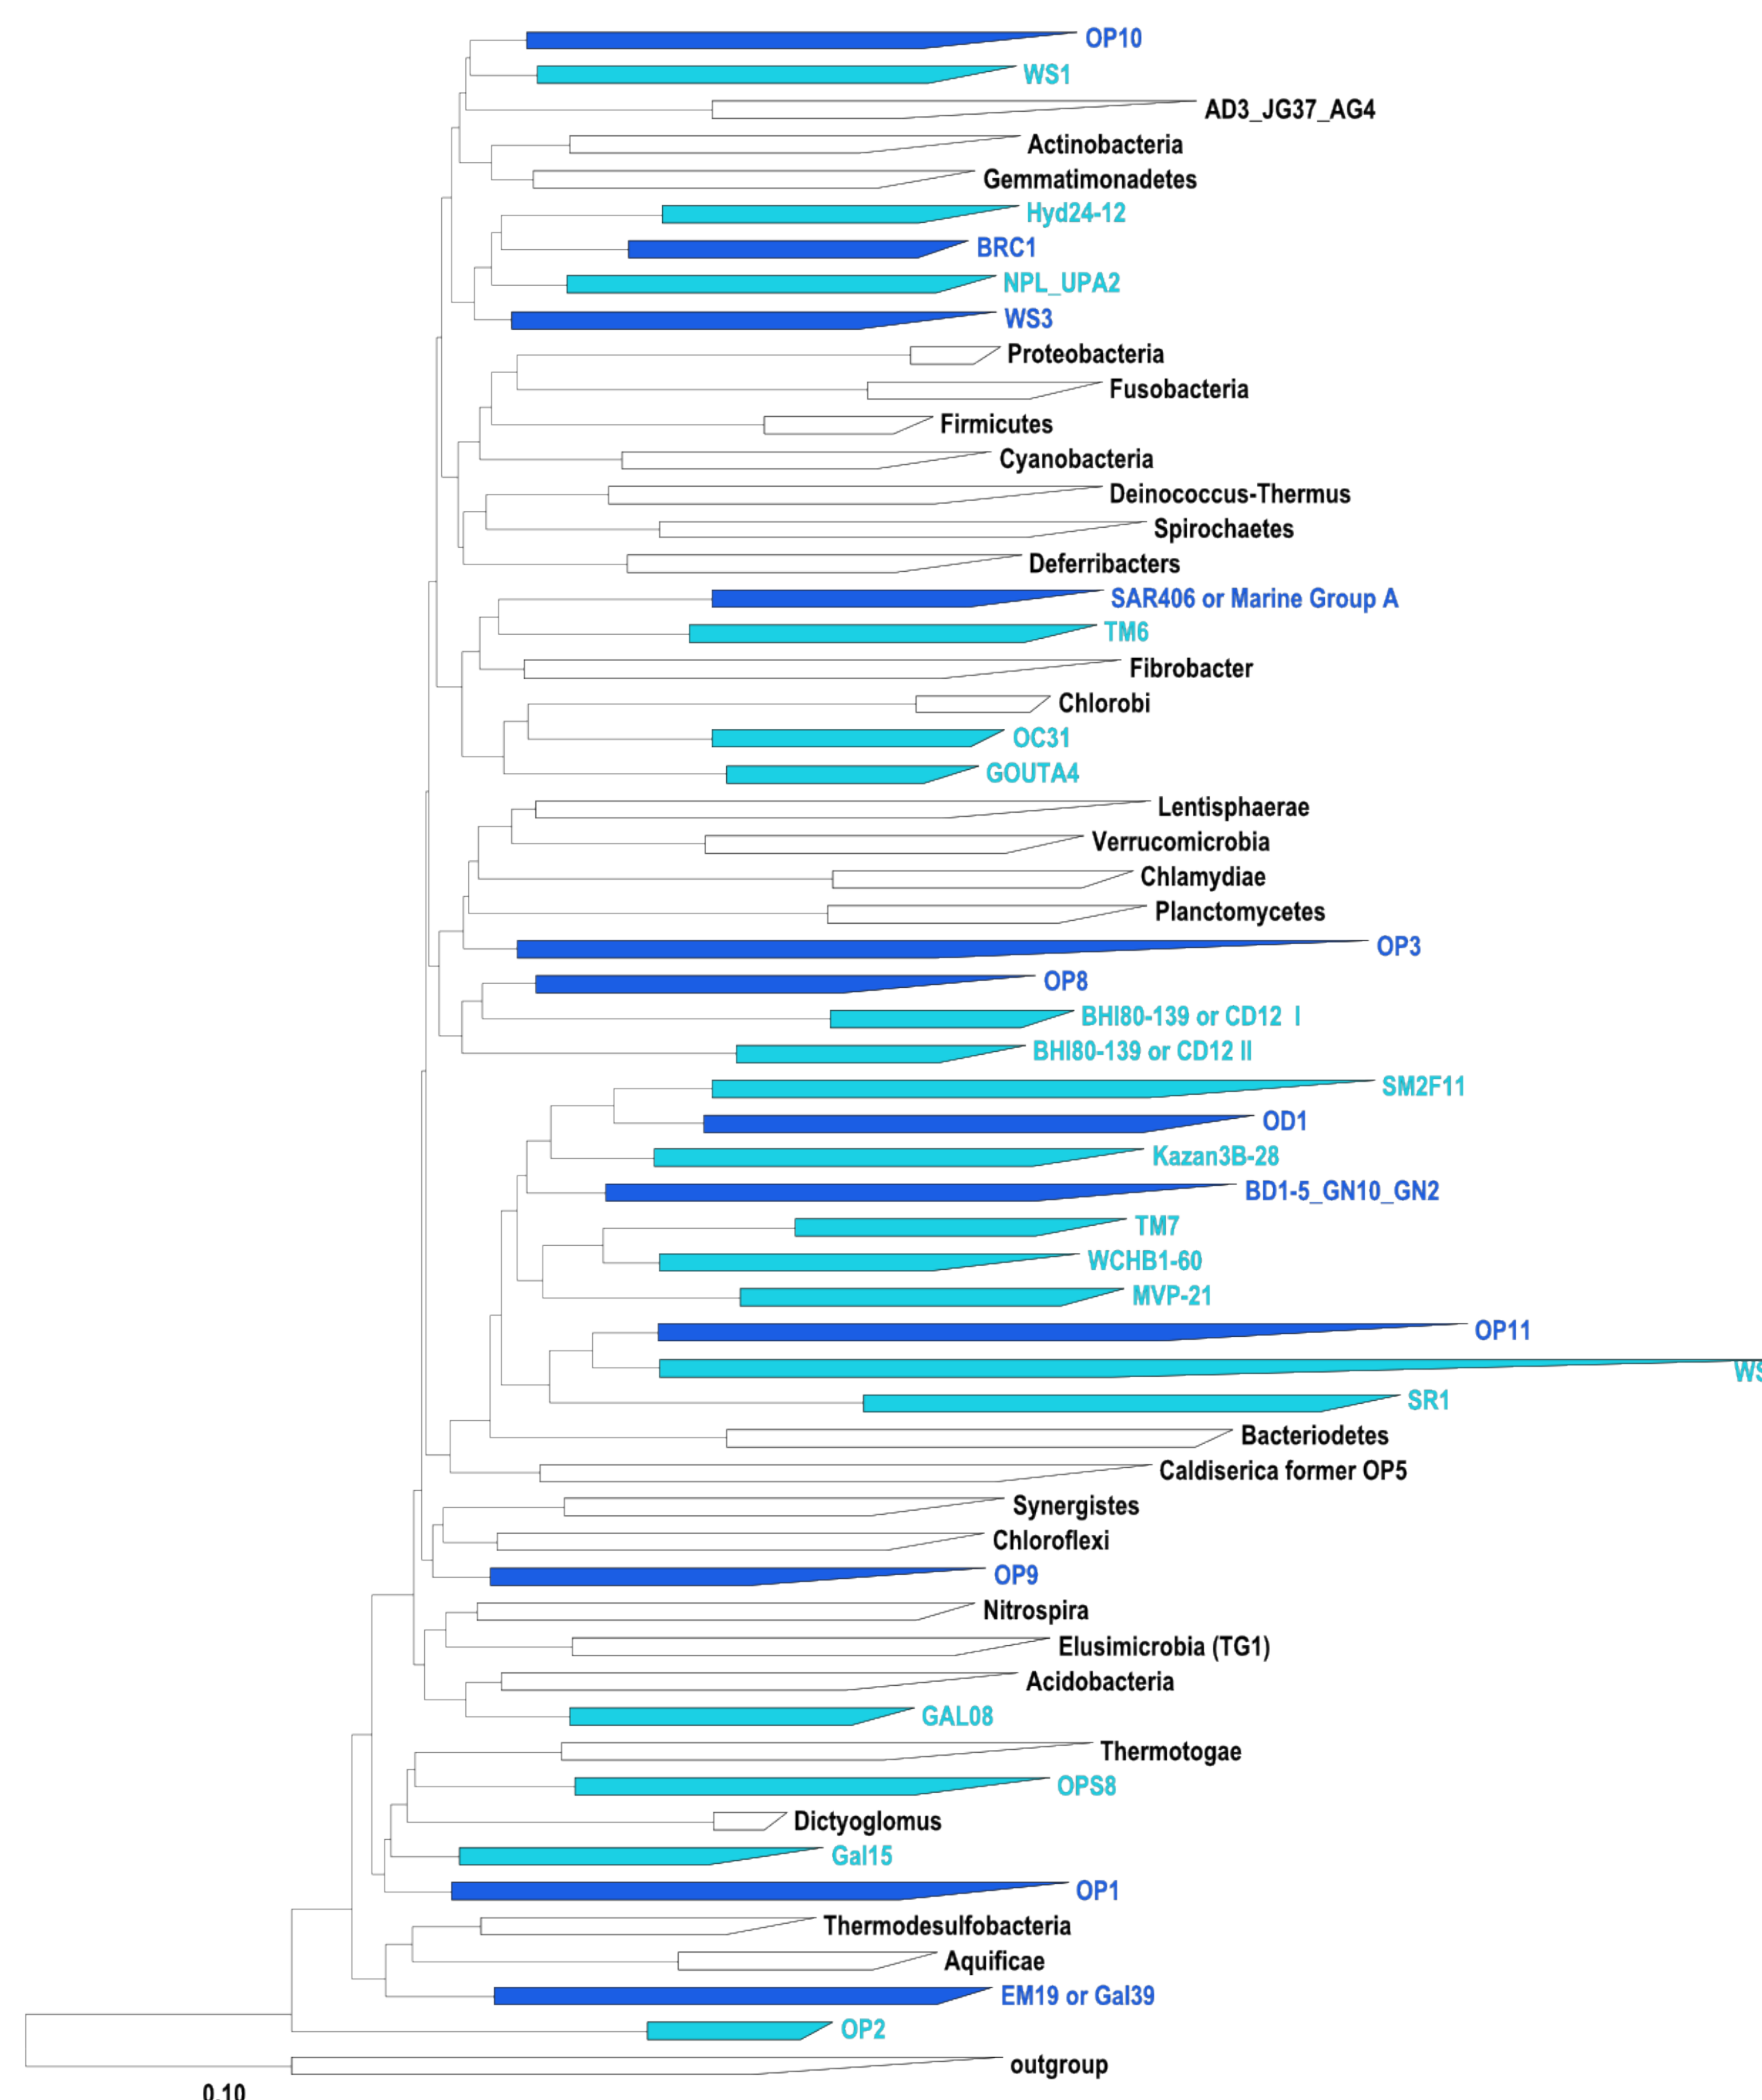 OP10
WS1
AD3_JG37_AG4
Actinobacteria
Gemmatimonadetes
Hyd24-12
BRC1
NPL_UPA2
WS3
Proteobacteria
Fusobacteria
Firmicutes
Cyanobacteria
Deinococcus-Thermus
Spirochaetes
Deferribacters
SAR406 or Marine Group A
TM6
Fibrobacter
Chlorobi
OC31
GOUTA4
Lentisphaerae
Verrucomicrobia
Chlamydiae
Planctomycetes
OP3
OP8
BHI80-139 or CD12 I
BHI80-139 or CD12 II
SM2F11
OD1
Kazan3B-28
BD1-5_GN10_GN2
TM7
WCHB1-60
MVP-21
OP11
SR1
Bacteriodetes
Caldiserica former OP5
Synergistes
Chloroflexi
OP9
Nitrospira
Elusimicrobia (TG1)
Acidobacteria
GAL08
Thermotogae
OPS8
Dictyoglomus
Gal15
OP1
Thermodesulfobacteria
Aquificae
EM19 or Gal39
OP2
outgroup
0.10